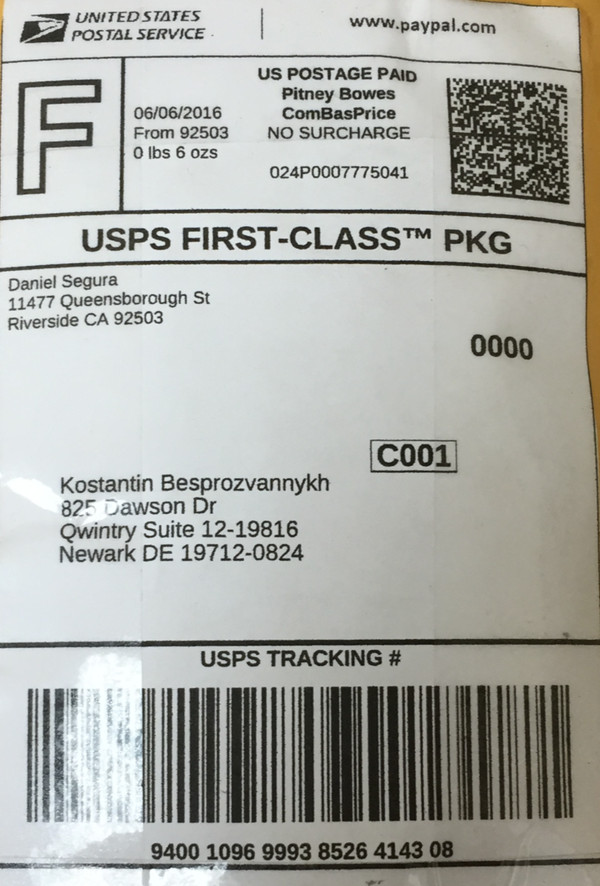 UNITED STATES
POSTAL SERVICE
www.paypal.com
F
06/06/2016
From 92503
0 lbs 6 ozs
US POSTAGE PAID
Pitney Bowes
ComBasPrice
NO SURCHARGE
024P0007775041
USPS FIRST-CLASS™ PKG
Daniel Segura
11477 Queensborough St
Riverside CA 92503
0000
C001
Kostantin Besprozvannykh
825 Dawson Dr
Qwintry Suite 12-19816
Newark DE 19712-0824
USPS TRACKING #
9400 1096 9993 8526 4143 08